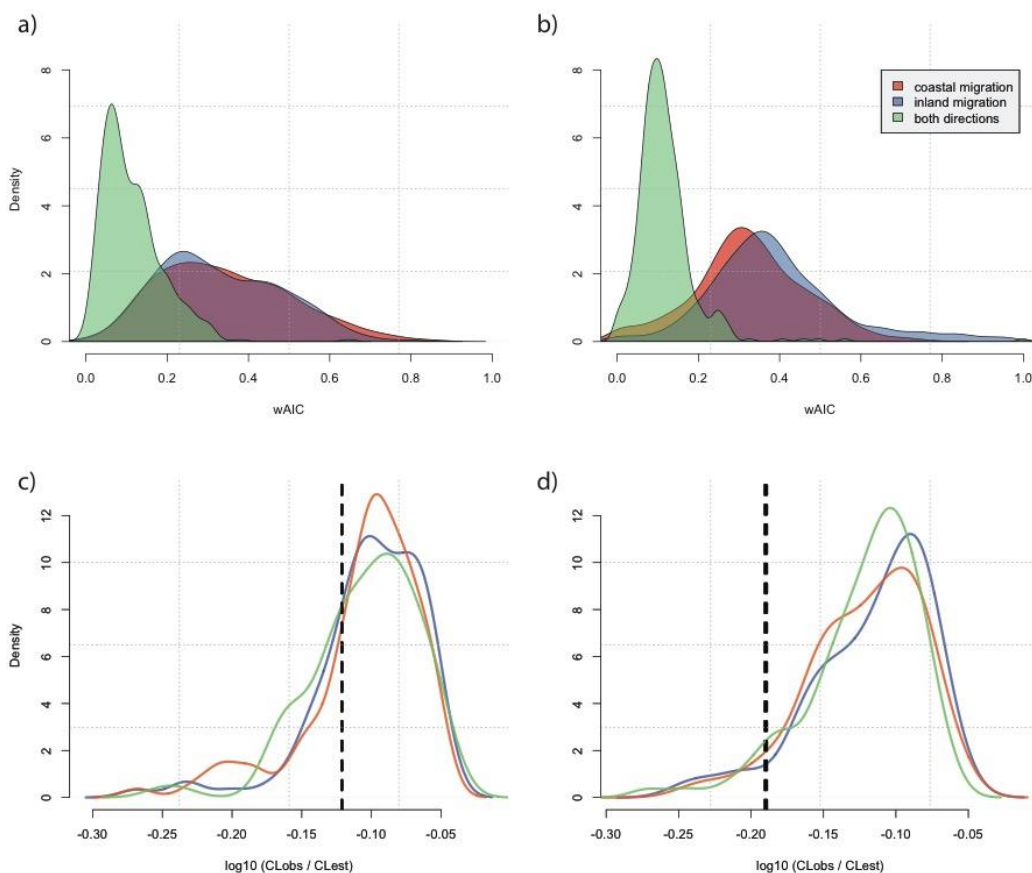 a)
b)
8
6
4
2
0
Density
0.0 0.2 0.4 0.6 0.8 1.0
wAIC
8
6
4
2
0
coastal migration
inland migration
both directions
0.0 0.2 0.4 0.6 0.8 1.0
wAIC
c)
d)
12
10
8
6
4
2
0
Density
-0.30 -0.20 -0.15 -0.10 -0.05
log10 (CLobs / CLest)
12
10
8
6
4
2
0
-0.30 -0.25 -0.20 -0.15 -0.10 -0.05
log10 (CLobs / CLest)